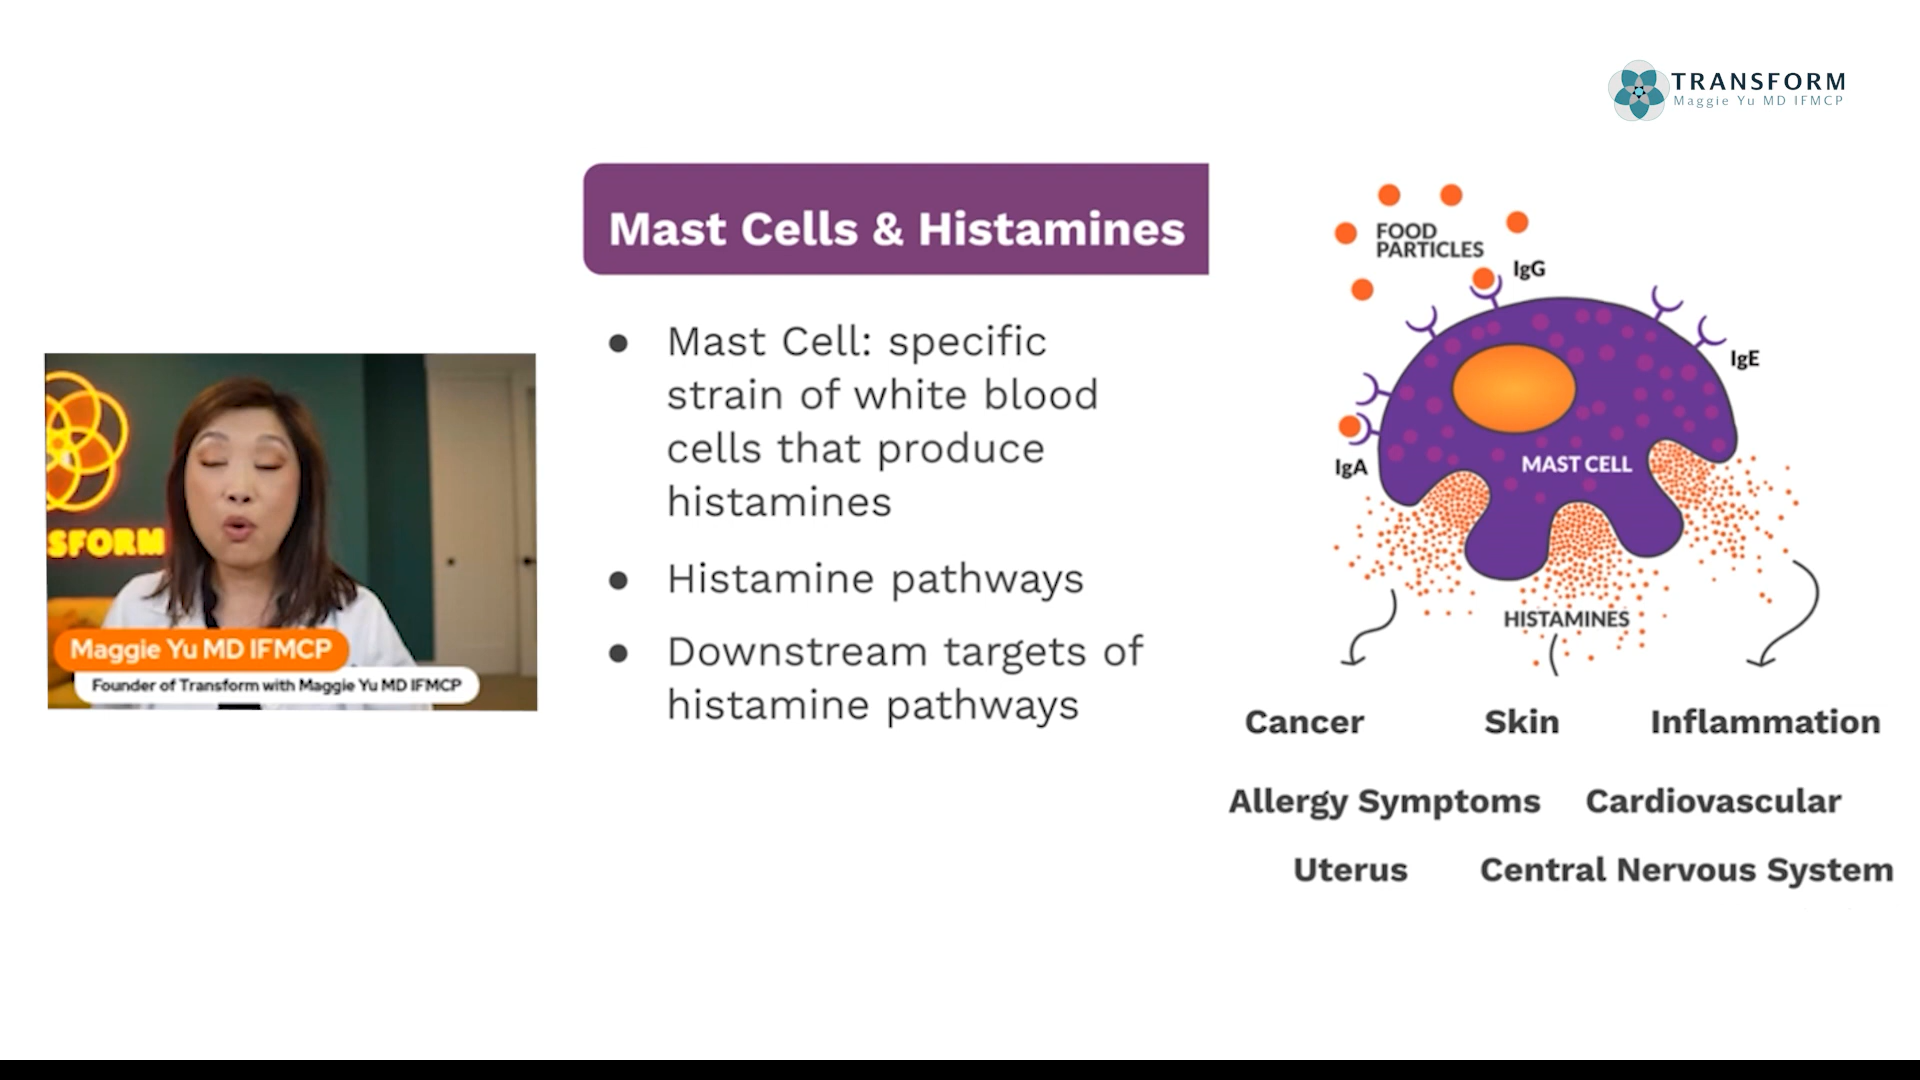 TRANSFORM
Maggie Yu MD IFMCP
Mast Cells & Histamines
● Mast Cell: specific
strain of white blood
cells that produce
histamines
● Histamine pathways
● Downstream targets of
histamine pathways
SFORM
Maggie Yu MD IFMCP
Founder of Transform with Maggie Yu MD IFMCP
FOOD
PARTICLES
IgG
IgE
IgA
MAST CELL
HISTAMINES
Cancer
Skin
Inflammation
Allergy Symptoms
Cardiovascular
Uterus
Central Nervous System